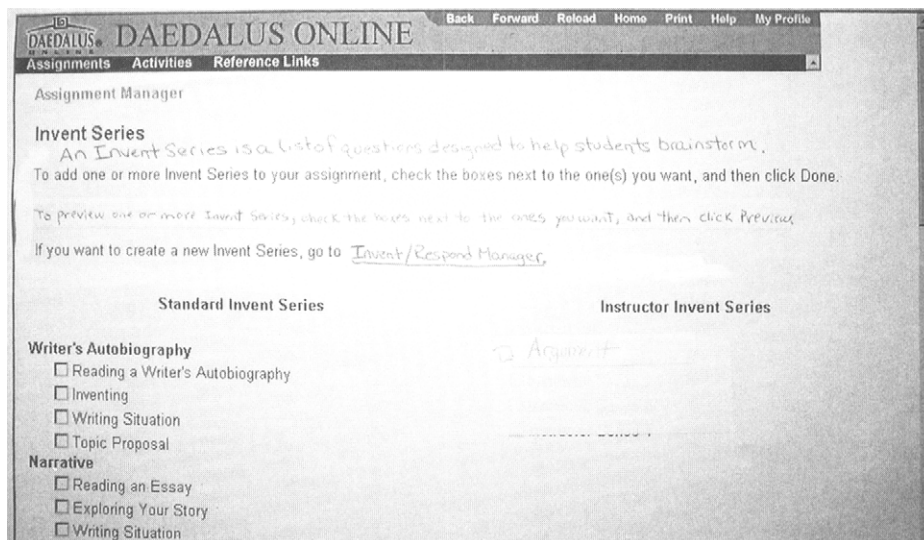 Back Forward Reload Home Print Help My Profile
DAEDALUS
ONLINE
DAEDALUS ONLINE
Assignments Activities Reference Links
Assignment Manager
Invent Series
An Invent Series is a list of questions designed to help students brainstorm.
To add one or more Invent Series to your assignment, check the boxes next to the one(s) you want, and then click Done.
To preview one or more Invent Series, check the boxes next to the ones you want, and then click Preview.
If you want to create a new Invent Series, go to Invent/Respond Manager.
Standard Invent Series
Instructor Invent Series
Writer's Autobiography
Reading a Writer's Autobiography
Inventing
Writing Situation
Topic Proposal
Narrative
Reading an Essay
Exploring Your Story
Writing Situation
Argument